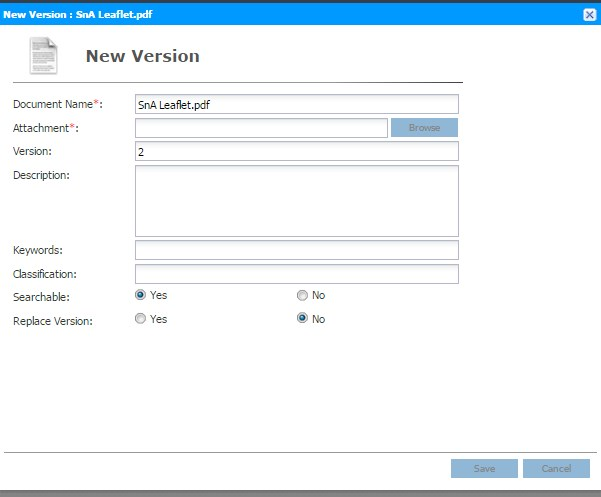 New Version : SnA Leaflet.pdf
New Version
Document Name*: SnA Leaflet.pdf
Attachment*: Browse
Version: 2
Description:
Keywords:
Classification:
Searchable: Yes No
Replace Version: Yes No
Save Cancel